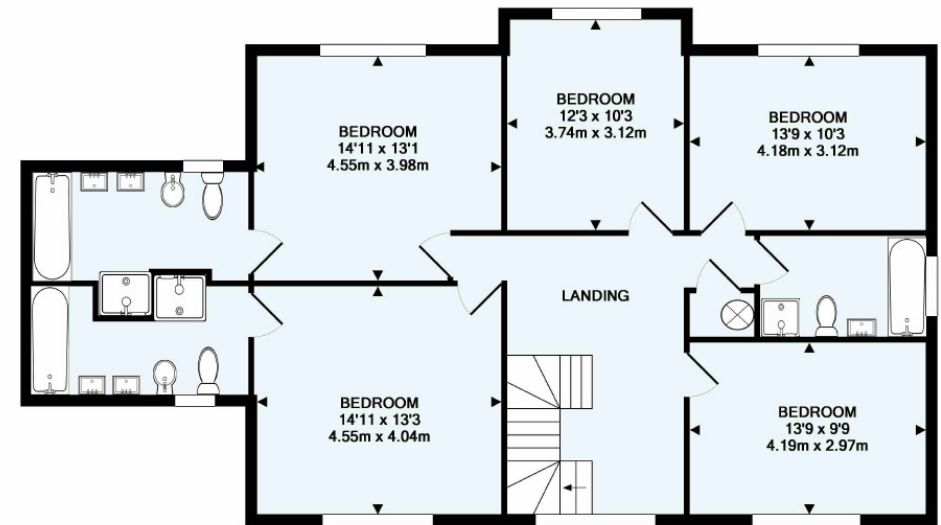 BEDROOM
12'3 x 10'3
3.74m x 3.12m
BEDROOM
14'11 x 13'1
4.55m x 3.98m
BEDROOM
13'9 x 10'3
4.18m x 3.12m
LANDING
BEDROOM
14'11 x 13'3
4.55m x 4.04m
BEDROOM
13'9 x 9'9
4.19m x 2.97m